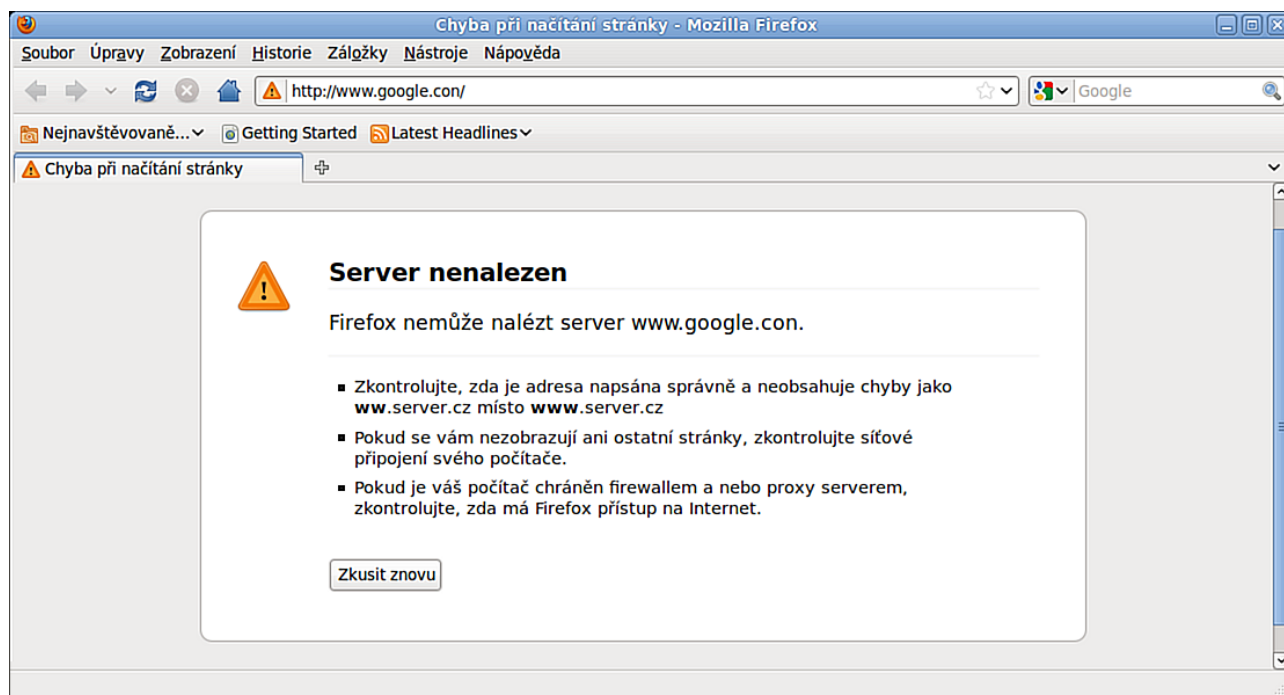 Chyba při načítání stránky - Mozilla Firefox
Soubor Úpravy Zobrazení Historie Záložky Nástroje Nápověda
http://www.google.con/ Google
Nejnavštěvovaně... Getting Started Latest Headlines
Chyba při načítání stránky
Server nenalezen
Firefox nemůže nalézt server www.google.con.
Zkontrolujte, zda je adresa napsána správně a neobsahuje chyby jako
ww.server.cz místo www.server.cz
Pokud se vám nezobrazují ani ostatní stránky, zkontrolujte síťové
připojení svého počítače.
Pokud je váš počítač chráněn firewallem a nebo proxy serverem,
zkontrolujte, zda má Firefox přístup na Internet.
Zkusit znovu